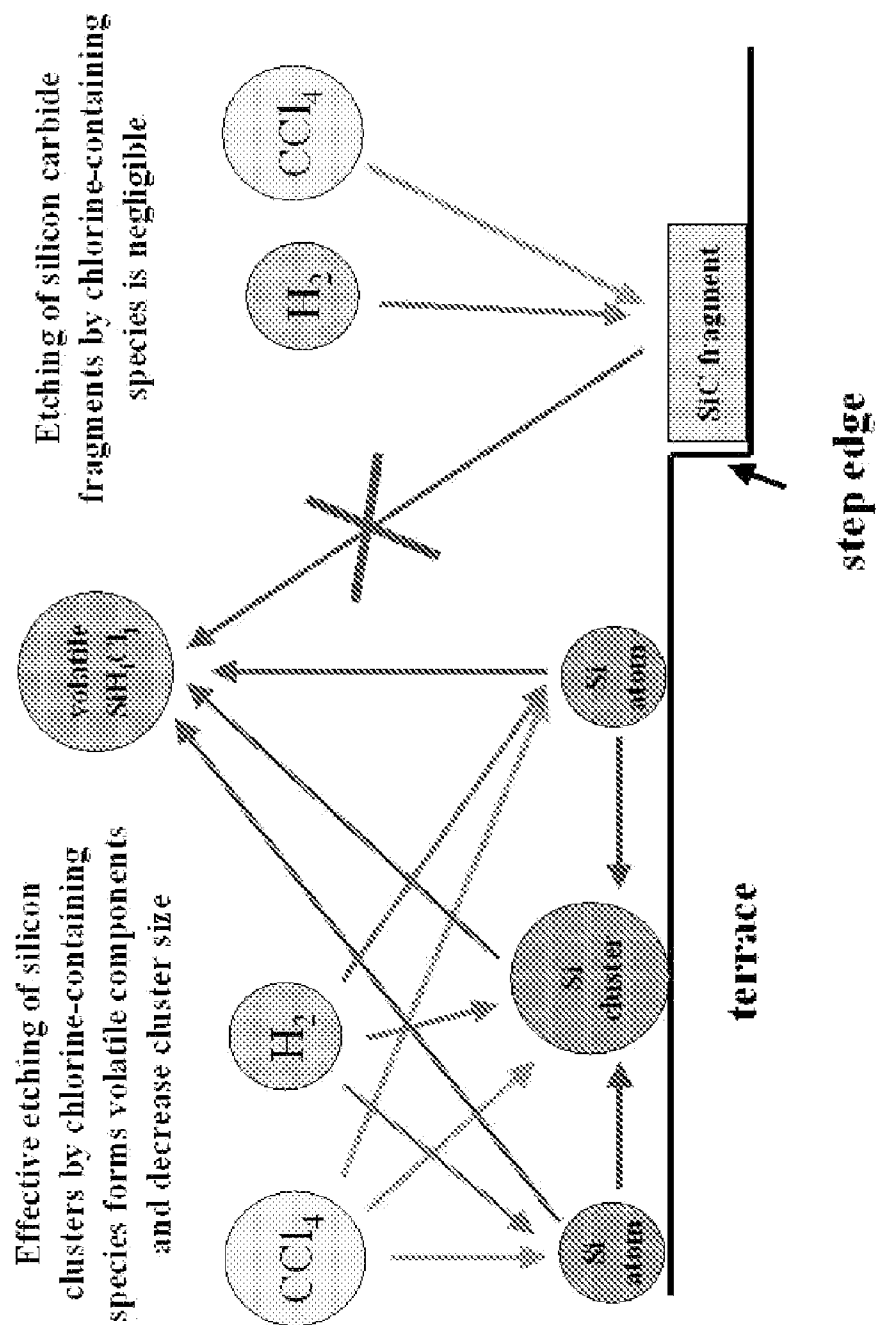 Effective etching of silicon
clusters by chlorine-containing
species forms volatile components
and decrease cluster size
Etching of silicon carbide
fragments by chlorine-containing
species is negligible
volatile
CCl₄
H₂
H₂
CCl₄
Si
atom
Si
cluster
Si
atom
SiC fragment
terrace
step edge